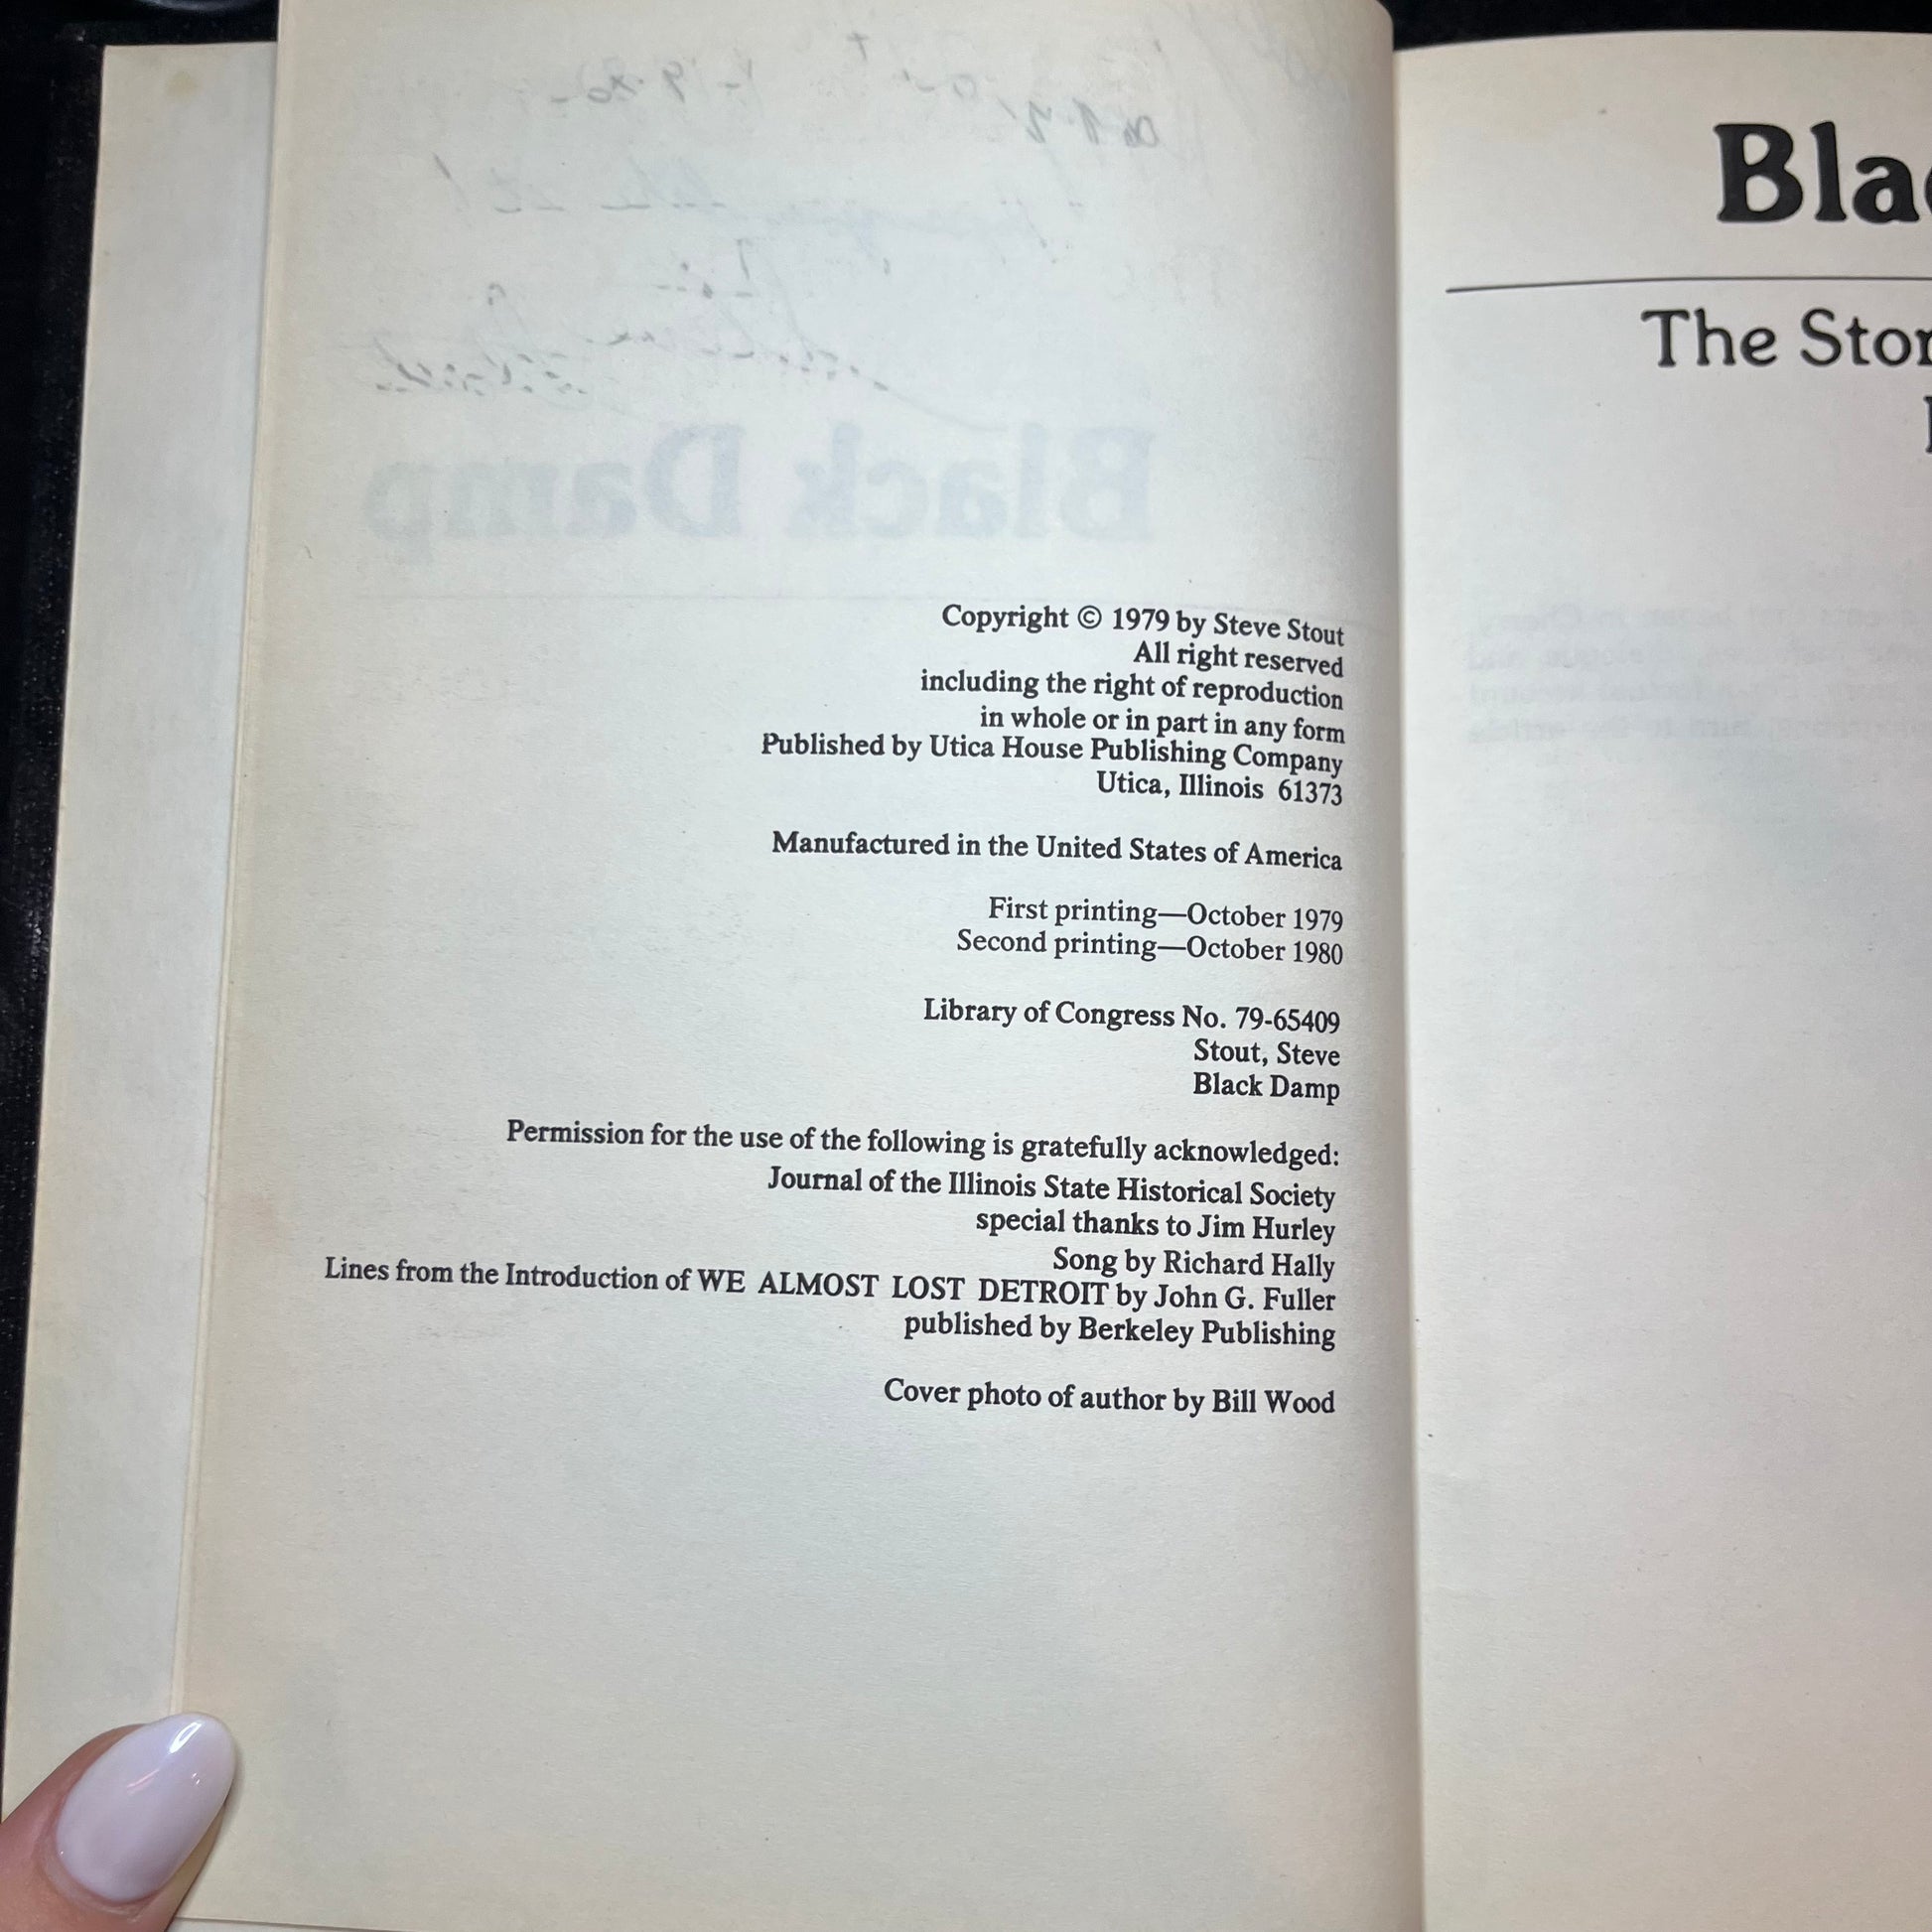 Black Damp
Copyright © 1979 by Steve Stout
All right reserved
including the right of reproduction
in whole or in part in any form
Published by Utica House Publishing Company
Utica, Illinois 61373
Manufactured in the United States of America
First printing—October 1979
Second printing—October 1980
Library of Congress No. 79-65409
Stout, Steve
Black Damp
Permission for the use of the following is gratefully acknowledged:
Journal of the Illinois State Historical Society
special thanks to Jim Hurley
Song by Richard Hally
Lines from the Introduction of WE ALMOST LOST DETROIT by John G. Fuller
published by Berkeley Publishing
Cover photo of author by Bill Wood
Bla
The Stor